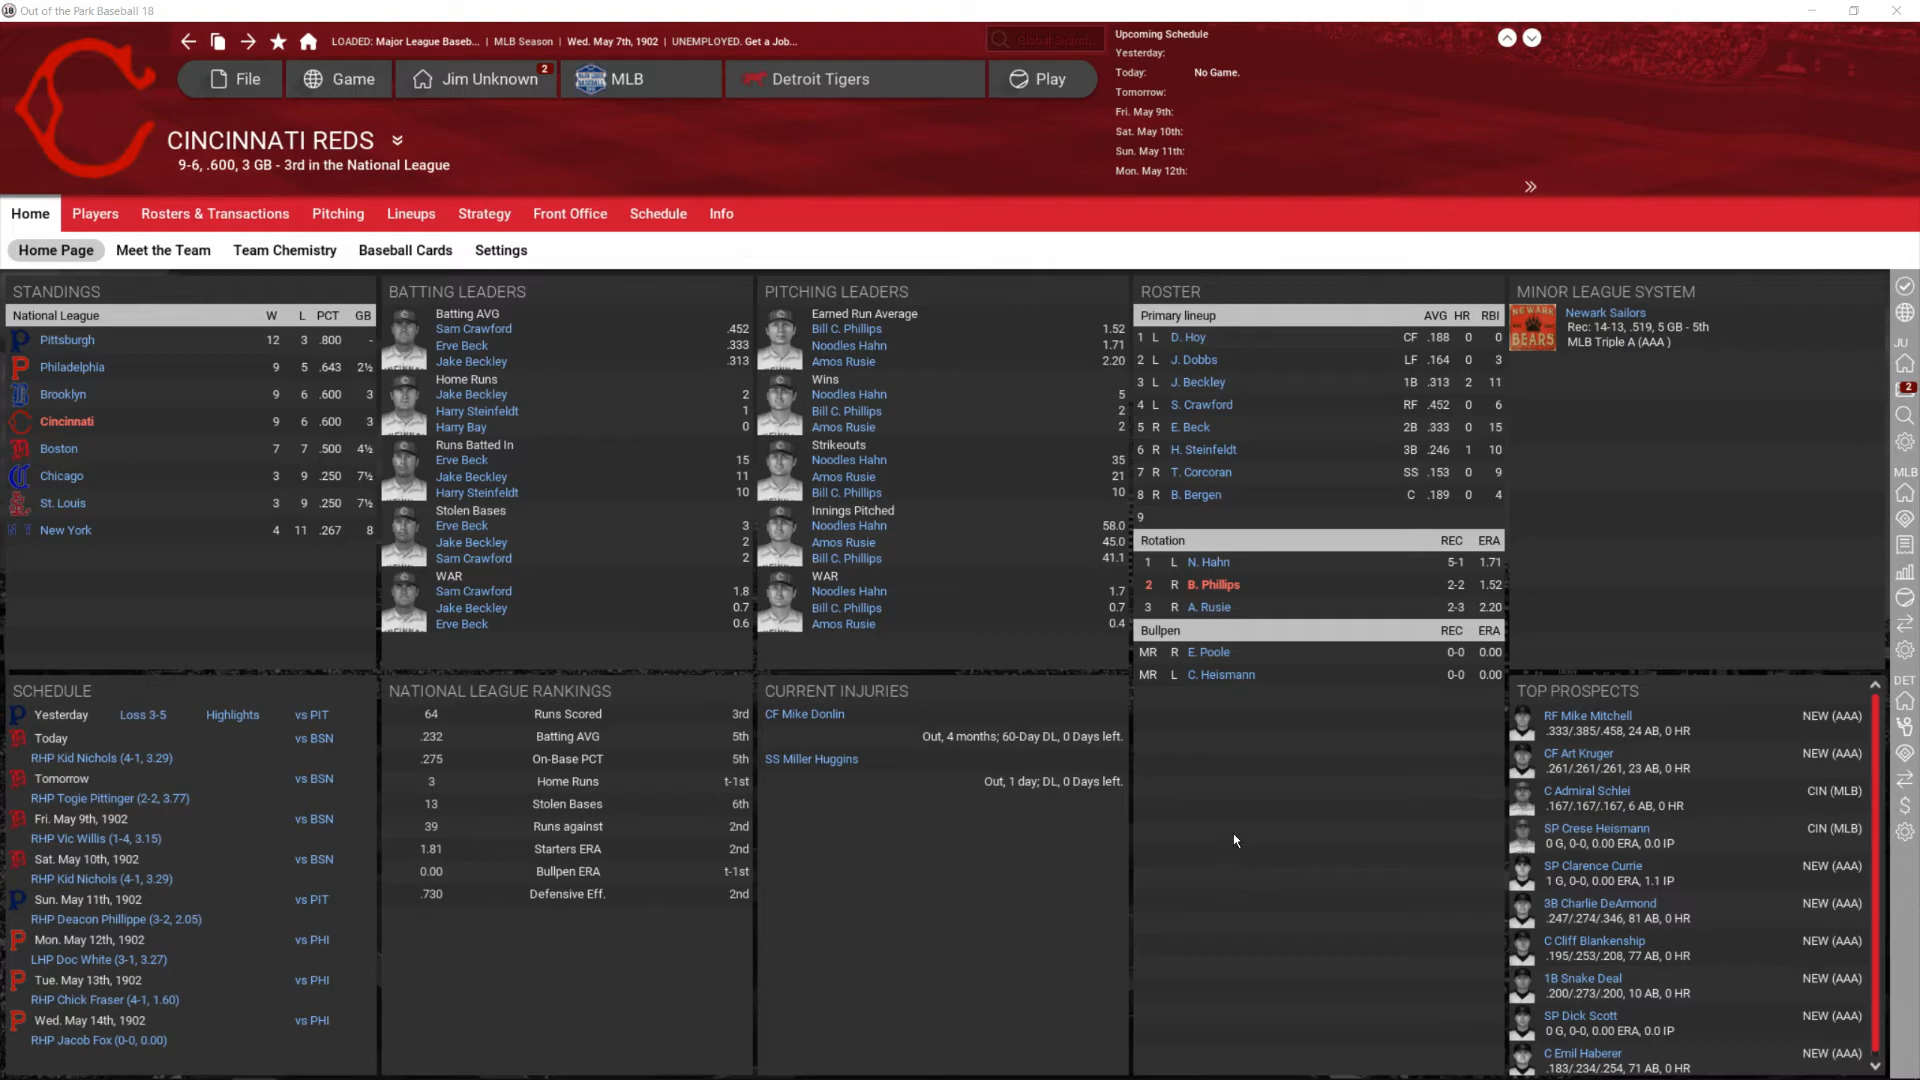 Out of the Park Baseball 18
LOADED: Major League Baseb... | MLB Season | Wed. May 7th, 1902 | UNEMPLOYED. Get a Job...
Global Search
File
Game
Jim Unknown
2
MLB
Detroit Tigers
Play
Upcoming Schedule
Yesterday:
Today: No Game.
Tomorrow:
Fri. May 9th:
Sat. May 10th:
Sun. May 11th:
Mon. May 12th:
CINCINNATI REDS
9-6, .600, 3 GB - 3rd in the National League
Home Players Rosters & Transactions Pitching Lineups Strategy Front Office Schedule Info
Home Page Meet the Team Team Chemistry Baseball Cards Settings
STANDINGS
National League W L PCT GB
Pittsburgh 12 3 .800 -
Philadelphia 9 5 .643 2½
Brooklyn 9 6 .600 3
Cincinnati 9 6 .600 3
Boston 7 7 .500 4½
Chicago 3 9 .250 7½
St. Louis 3 9 .250 7½
New York 4 11 .267 8
BATTING LEADERS
Batting AVG
Sam Crawford .452
Erve Beck .333
Jake Beckley .313
Home Runs
Jake Beckley 2
Harry Steinfeldt 1
Harry Bay 0
Runs Batted In
Erve Beck 15
Jake Beckley 11
Harry Steinfeldt 10
Stolen Bases
Erve Beck 3
Jake Beckley 2
Sam Crawford 2
WAR
Sam Crawford 1.8
Jake Beckley 0.7
Erve Beck 0.6
PITCHING LEADERS
Earned Run Average
Bill C. Phillips 1.52
Noodles Hahn 1.71
Amos Rusie 2.20
Wins
Noodles Hahn 5
Bill C. Phillips 2
Amos Rusie 2
Strikeouts
Noodles Hahn 35
Amos Rusie 21
Bill C. Phillips 10
Innings Pitched
Noodles Hahn 58.0
Amos Rusie 45.0
Bill C. Phillips 41.1
WAR
Noodles Hahn 1.7
Bill C. Phillips 0.7
Amos Rusie 0.4
ROSTER
Primary lineup AVG HR RBI
1 L D. Hoy CF .188 0 0
2 L J. Dobbs LF .164 0 3
3 L J. Beckley 1B .313 2 11
4 L S. Crawford RF .452 0 6
5 R E. Beck 2B .333 0 15
6 R H. Steinfeldt 3B .246 1 10
7 R T. Corcoran SS .153 0 9
8 R B. Bergen C .189 0 4
9
Rotation REC ERA
1 L N. Hahn 5-1 1.71
2 R B. Phillips 2-2 1.52
3 R A. Rusie 2-3 2.20
Bullpen REC ERA
MR R E. Poole 0-0 0.00
MR L C. Heismann 0-0 0.00
MINOR LEAGUE SYSTEM
NEWARK
BEARS
Newark Sailors
Rec: 14-13, .519, 5 GB - 5th
MLB Triple A (AAA )
JU
2
MLB
DET
SCHEDULE
Yesterday Loss 3-5 Highlights vs PIT
Today vs BSN
RHP Kid Nichols (4-1, 3.29)
Tomorrow vs BSN
RHP Togie Pittinger (2-2, 3.77)
Fri. May 9th, 1902 vs BSN
RHP Vic Willis (1-4, 3.15)
Sat. May 10th, 1902 vs BSN
RHP Kid Nichols (4-1, 3.29)
Sun. May 11th, 1902 vs PIT
RHP Deacon Phillippe (3-2, 2.05)
Mon. May 12th, 1902 vs PHI
LHP Doc White (3-1, 3.27)
Tue. May 13th, 1902 vs PHI
RHP Chick Fraser (4-1, 1.60)
Wed. May 14th, 1902 vs PHI
RHP Jacob Fox (0-0, 0.00)
NATIONAL LEAGUE RANKINGS
64 Runs Scored 3rd
.232 Batting AVG 5th
.275 On-Base PCT 5th
3 Home Runs t-1st
13 Stolen Bases 6th
39 Runs against 2nd
1.81 Starters ERA 2nd
0.00 Bullpen ERA t-1st
.730 Defensive Eff. 2nd
CURRENT INJURIES
CF Mike Donlin
Out, 4 months; 60-Day DL, 0 Days left.
SS Miller Huggins
Out, 1 day; DL, 0 Days left.
TOP PROSPECTS
RF Mike Mitchell NEW (AAA)
.333/.385/.458, 24 AB, 0 HR
CF Art Kruger NEW (AAA)
.261/.261/.261, 23 AB, 0 HR
C Admiral Schlei CIN (MLB)
.167/.167/.167, 6 AB, 0 HR
SP Crese Heismann CIN (MLB)
0 G, 0-0, 0.00 ERA, 0.0 IP
SP Clarence Currie NEW (AAA)
1 G, 0-0, 0.00 ERA, 1.1 IP
3B Charlie DeArmond NEW (AAA)
.247/.274/.346, 81 AB, 0 HR
C Cliff Blankenship NEW (AAA)
.195/.253/.208, 77 AB, 0 HR
1B Snake Deal NEW (AAA)
.200/.273/.200, 10 AB, 0 HR
SP Dick Scott NEW (AAA)
0 G, 0-0, 0.00 ERA, 0.0 IP
C Emil Haberer NEW (AAA)
.183/.234/.254, 71 AB, 0 HR